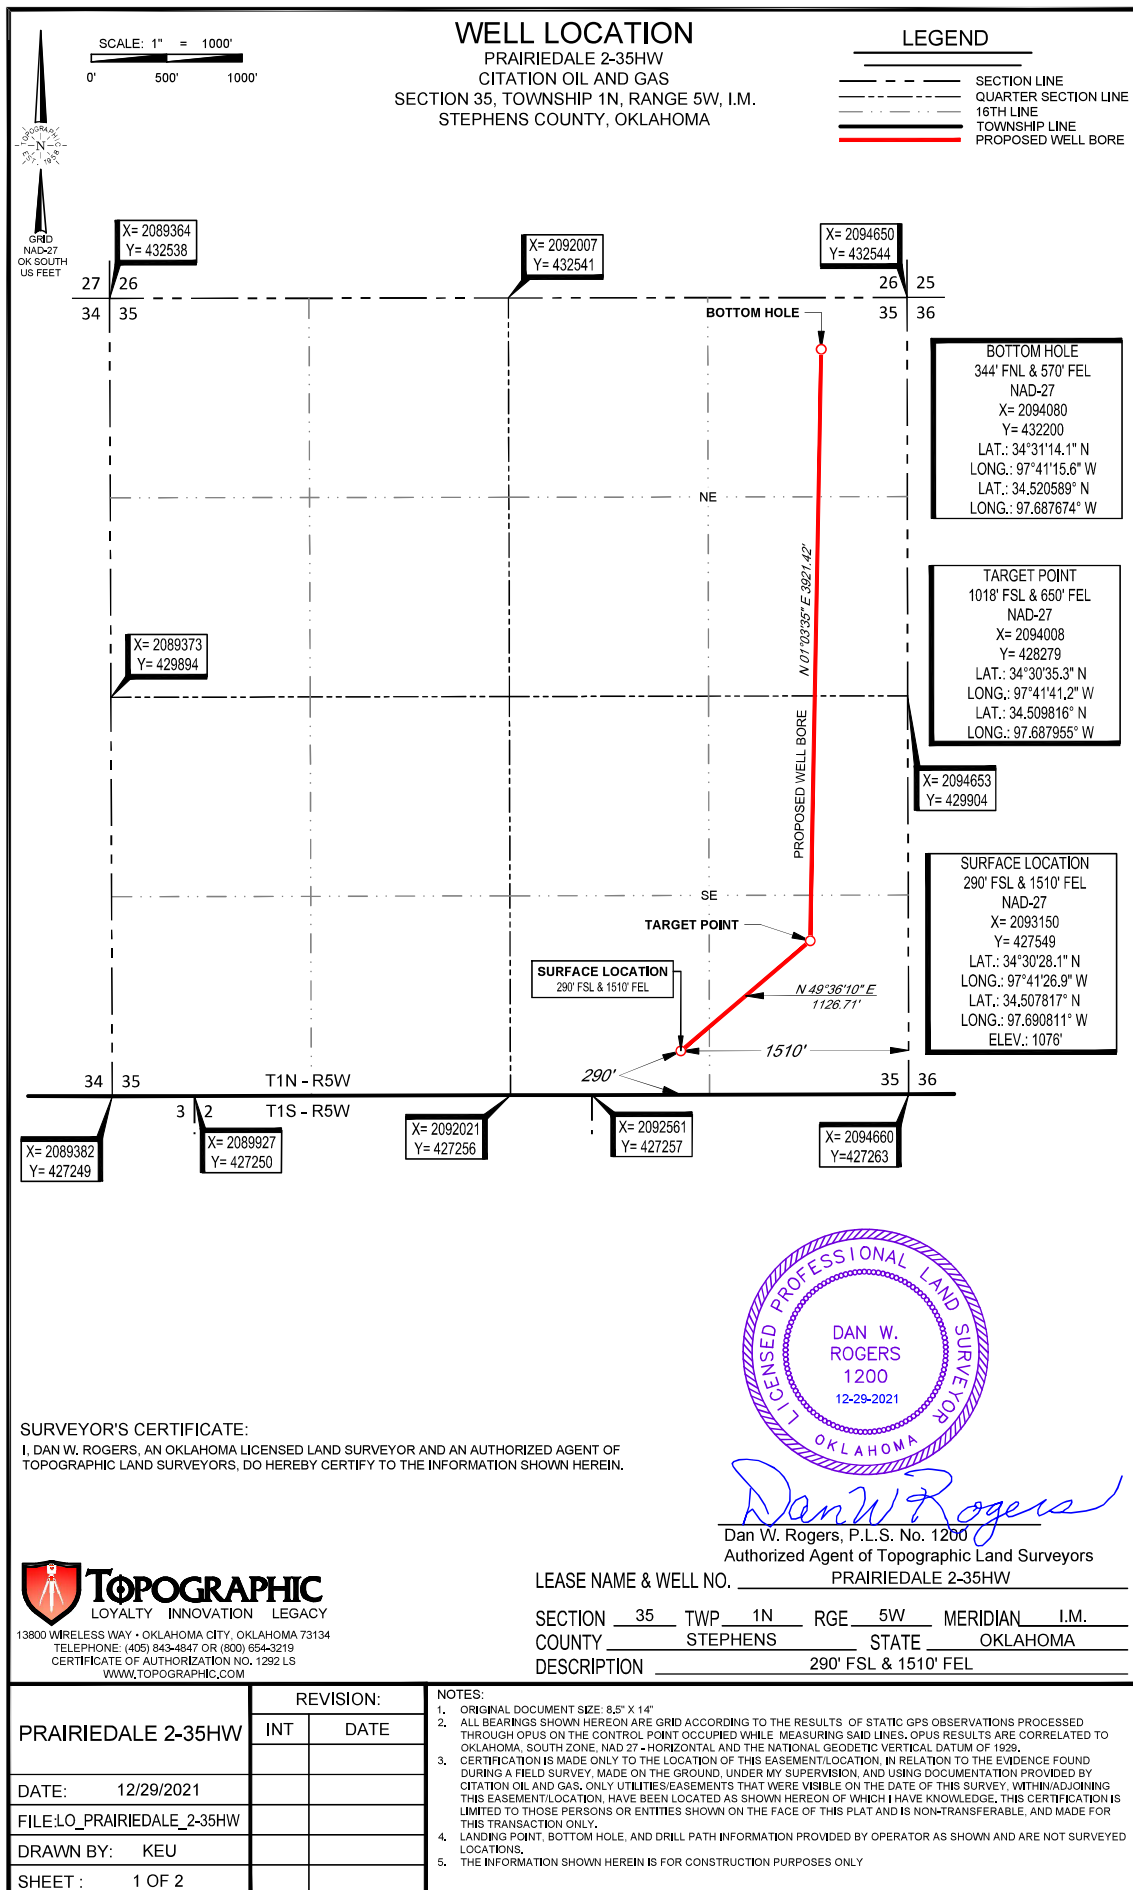 WELL LOCATION
PRAIRIEDALE 2-35HW
CITATION OIL AND GAS
SECTION 35, TOWNSHIP 1N, RANGE 5W, I.M.
STEPHENS COUNTY, OKLAHOMA
SCALE: 1" = 1000'
0' 500' 1000'
TOPOGRAPHIC
N
EST. 1958
GRID
NAD-27
OK SOUTH
US FEET
LEGEND
SECTION LINE
QUARTER SECTION LINE
16TH LINE
TOWNSHIP LINE
PROPOSED WELL BORE
X= 2089364
Y= 432538
X= 2092007
Y= 432541
X= 2094650
Y= 432544
27 26
34 35
26 25
35 36
BOTTOM HOLE
BOTTOM HOLE
344' FNL & 570' FEL
NAD-27
X= 2094080
Y= 432200
LAT.: 34°31'14.1" N
LONG.: 97°41'15.6" W
LAT.: 34.520589° N
LONG.: 97.687674° W
NE
N 01°03'35" E 3921.42'
PROPOSED WELL BORE
TARGET POINT
1018' FSL & 650' FEL
NAD-27
X= 2094008
Y= 428279
LAT.: 34°30'35.3" N
LONG.: 97°41'41.2" W
LAT.: 34.509816° N
LONG.: 97.687955° W
X= 2089373
Y= 429894
X= 2094653
Y= 429904
SE
TARGET POINT
SURFACE LOCATION
290' FSL & 1510' FEL
N 49°36'10" E
1126.71'
SURFACE LOCATION
290' FSL & 1510' FEL
NAD-27
X= 2093150
Y= 427549
LAT.: 34°30'28.1" N
LONG.: 97°41'26.9" W
LAT.: 34.507817° N
LONG.: 97.690811° W
ELEV.: 1076'
1510'
290'
34 35
T1N - R5W
35 36
3 2
T1S - R5W
X= 2089382
Y= 427249
X= 2089927
Y= 427250
X= 2092021
Y= 427256
X= 2092561
Y= 427257
X= 2094660
Y=427263
LICENSED PROFESSIONAL LAND SURVEYOR
DAN W.
ROGERS
1200
12-29-2021
OKLAHOMA
SURVEYOR'S CERTIFICATE:
I, DAN W. ROGERS, AN OKLAHOMA LICENSED LAND SURVEYOR AND AN AUTHORIZED AGENT OF
TOPOGRAPHIC LAND SURVEYORS, DO HEREBY CERTIFY TO THE INFORMATION SHOWN HEREIN.
Dan W Rogers
Dan W. Rogers, P.L.S. No. 1200
Authorized Agent of Topographic Land Surveyors
TOPOGRAPHIC
LOYALTY INNOVATION LEGACY
13800 WIRELESS WAY • OKLAHOMA CITY, OKLAHOMA 73134
TELEPHONE: (405) 843-4847 OR (800) 654-3219
CERTIFICATE OF AUTHORIZATION NO. 1292 LS
WWW.TOPOGRAPHIC.COM
LEASE NAME & WELL NO. PRAIRIEDALE 2-35HW
SECTION 35 TWP 1N RGE 5W MERIDIAN I.M.
COUNTY STEPHENS STATE OKLAHOMA
DESCRIPTION 290' FSL & 1510' FEL
PRAIRIEDALE 2-35HW
REVISION:
INT DATE
DATE: 12/29/2021
FILE:LO_PRAIRIEDALE_2-35HW
DRAWN BY: KEU
SHEET : 1 OF 2
NOTES:
1. ORIGINAL DOCUMENT SIZE: 8.5" X 14"
2. ALL BEARINGS SHOWN HEREON ARE GRID ACCORDING TO THE RESULTS OF STATIC GPS OBSERVATIONS PROCESSED
THROUGH OPUS ON THE CONTROL POINT OCCUPIED WHILE MEASURING SAID LINES. OPUS RESULTS ARE CORRELATED TO
OKLAHOMA, SOUTH ZONE, NAD 27 - HORIZONTAL AND THE NATIONAL GEODETIC VERTICAL DATUM OF 1929.
3. CERTIFICATION IS MADE ONLY TO THE LOCATION OF THIS EASEMENT/LOCATION, IN RELATION TO THE EVIDENCE FOUND
DURING A FIELD SURVEY, MADE ON THE GROUND, UNDER MY SUPERVISION, AND USING DOCUMENTATION PROVIDED BY
CITATION OIL AND GAS. ONLY UTILITIES/EASEMENTS THAT WERE VISIBLE ON THE DATE OF THIS SURVEY, WITHIN/ADJOINING
THIS EASEMENT/LOCATION, HAVE BEEN LOCATED AS SHOWN HEREON OF WHICH I HAVE KNOWLEDGE. THIS CERTIFICATION IS
LIMITED TO THOSE PERSONS OR ENTITIES SHOWN ON THE FACE OF THIS PLAT AND IS NON-TRANSFERABLE, AND MADE FOR
THIS TRANSACTION ONLY.
4. LANDING POINT, BOTTOM HOLE, AND DRILL PATH INFORMATION PROVIDED BY OPERATOR AS SHOWN AND ARE NOT SURVEYED
LOCATIONS.
5. THE INFORMATION SHOWN HEREIN IS FOR CONSTRUCTION PURPOSES ONLY